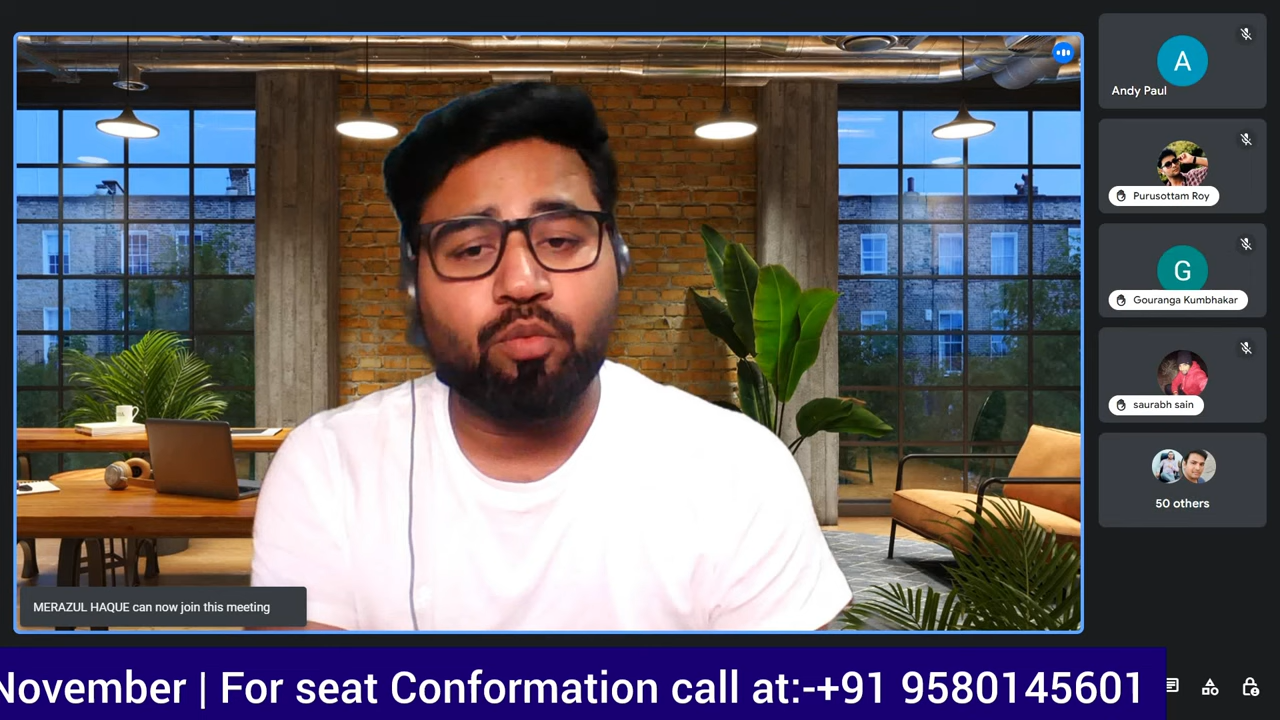 A
Andy Paul
Purusottam Roy
G
Gouranga Kumbhakar
saurabh sain
50 others
MERAZUL HAQUE can now join this meeting
November | For seat Conformation call at:-+91 9580145601